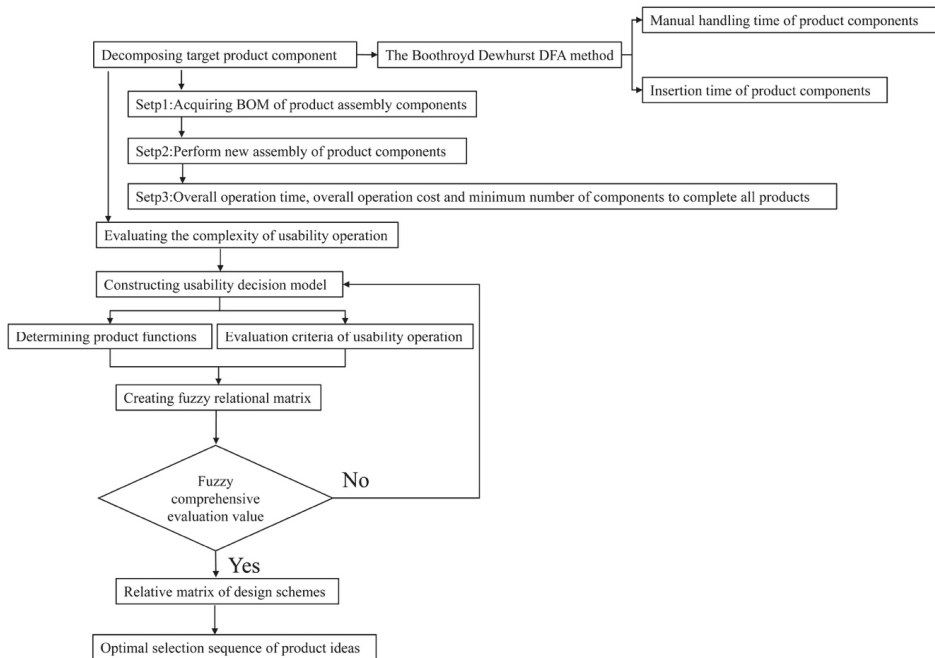 Manual handling time of product components
Decomposing target product component
The Boothroyd Dewhurst DFA method
Insertion time of product components
Setp1:Acquiring BOM of product assembly components
Setp2:Perform new assembly of product components
Setp3:Overall operation time, overall operation cost and minimum number of components to complete all products
Evaluating the complexity of usability operation
Constructing usability decision model
Determining product functions
Evaluation criteria of usability operation
Creating fuzzy relational matrix
Fuzzy
comprehensive
evaluation value
No
Yes
Relative matrix of design schemes
Optimal selection sequence of product ideas